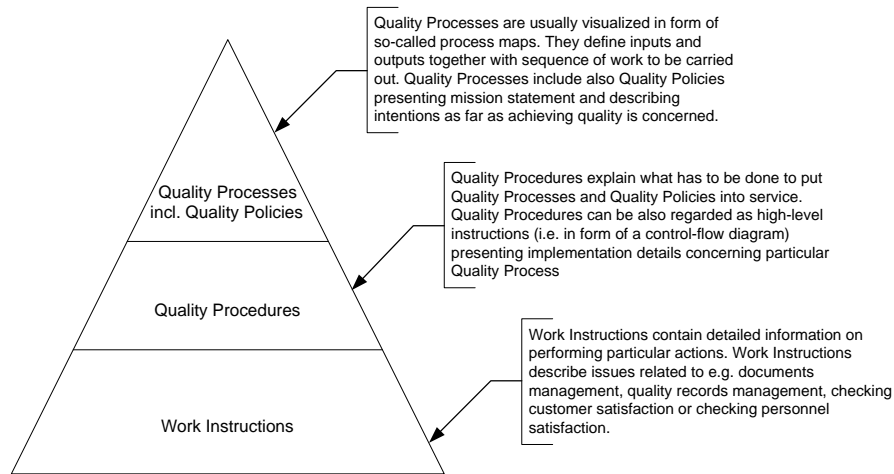 Quality Processes are usually visualized in form of
so-called process maps. They define inputs and
outputs together with sequence of work to be carried
out. Quality Processes include also Quality Policies
presenting mission statement and describing
intentions as far as achieving quality is concerned.
Quality Processes
incl. Quality Policies
Quality Procedures explain what has to be done to put
Quality Processes and Quality Policies into service.
Quality Procedures can be also regarded as high-level
instructions (i.e. in form of a control-flow diagram)
presenting implementation details concerning particular
Quality Process
Quality Procedures
Work Instructions contain detailed information on
performing particular actions. Work Instructions
describe issues related to e.g. documents
management, quality records management, checking
customer satisfaction or checking personnel
satisfaction.
Work Instructions